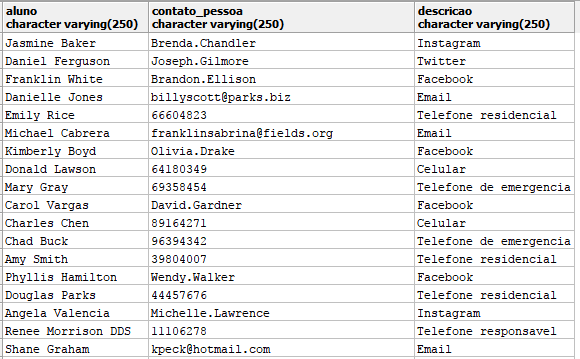 aluno contato_pessoa descricao
character varying(250) character varying(250) character varying(250)
Jasmine Baker Brenda.Chandler Instagram
Daniel Ferguson Joseph.Gilmore Twitter
Franklin White Brandon.Ellison Facebook
Danielle Jones billyscott@parks.biz Email
Emily Rice 66604823 Telefone residencial
Michael Cabrera franklinsabrina@fields.org Email
Kimberly Boyd Olivia.Drake Facebook
Donald Lawson 64180349 Celular
Mary Gray 69358454 Telefone de emergencia
Carol Vargas David.Gardner Facebook
Charles Chen 89164271 Celular
Chad Buck 96394342 Telefone de emergencia
Amy Smith 39804007 Telefone residencial
Phyllis Hamilton Wendy.Walker Facebook
Douglas Parks 44457676 Telefone residencial
Angela Valencia Michelle.Lawrence Instagram
Renee Morrison DDS 11106278 Telefone responsavel
Shane Graham kpeck@hotmail.com Email